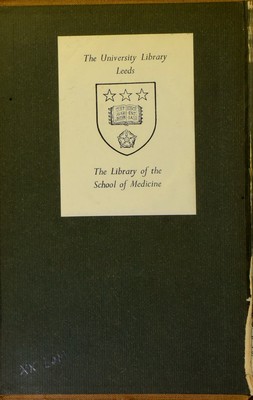 The University Library
Leeds
The Library of the
School of Medicine